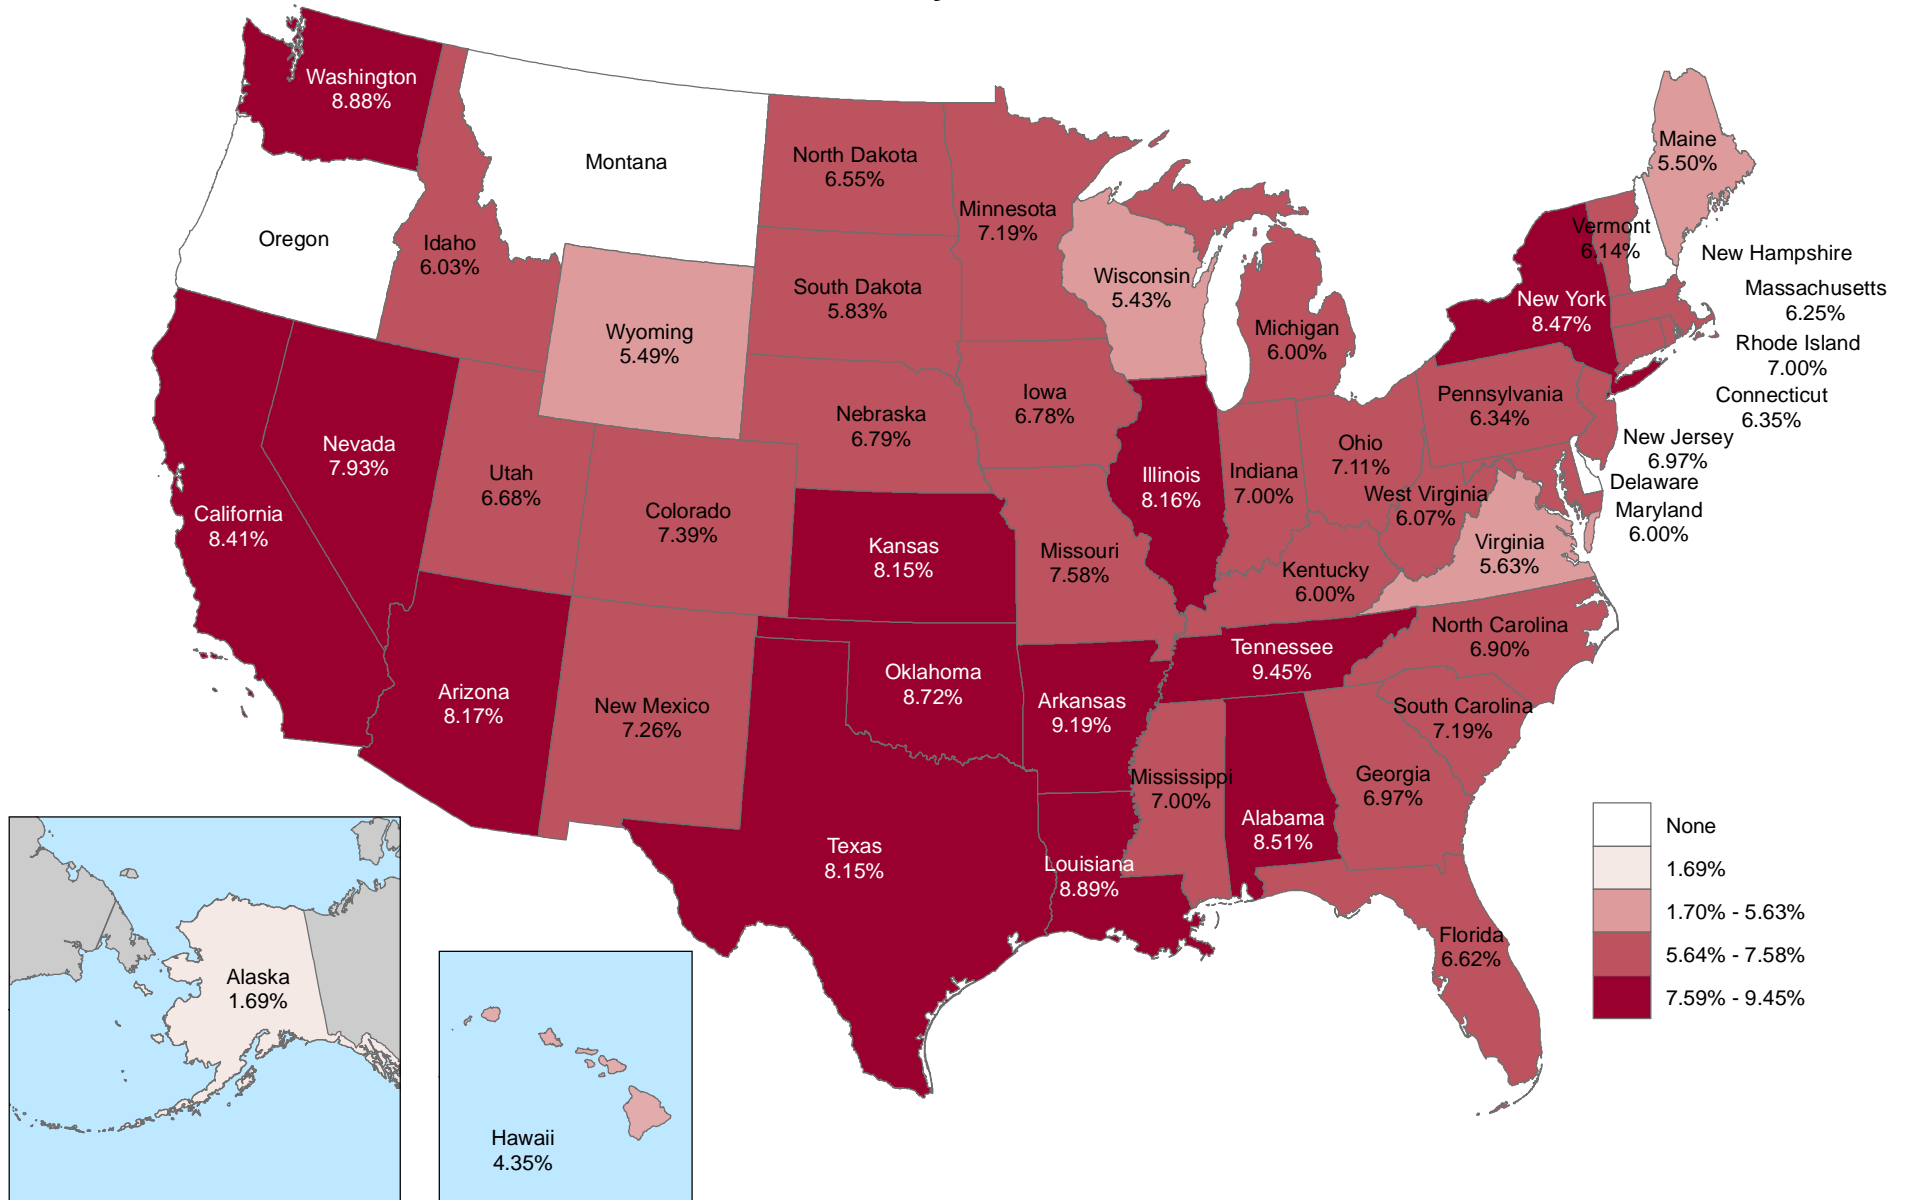 Washington
8.88%
Montana
Oregon
Idaho
6.03%
North Dakota
6.55%
Minnesota
7.19%
South Dakota
5.83%
Wyoming
5.49%
Wisconsin
5.43%
Michigan
6.00%
Maine
5.50%
Vermont
6.14%
New Hampshire
Massachusetts
6.25%
New York
8.47%
Rhode Island
7.00%
Connecticut
6.35%
Pennsylvania
6.34%
New Jersey
6.97%
Delaware
Maryland
6.00%
Nevada
7.93%
California
8.41%
Utah
6.68%
Colorado
7.39%
Nebraska
6.79%
Iowa
6.78%
Kansas
8.15%
Missouri
7.58%
Illinois
8.16%
Indiana
7.00%
Ohio
7.11%
West Virginia
6.07%
Virginia
5.63%
Kentucky
6.00%
Tennessee
9.45%
North Carolina
6.90%
South Carolina
7.19%
Arizona
8.17%
New Mexico
7.26%
Oklahoma
8.72%
Arkansas
9.19%
Texas
8.15%
Louisiana
8.89%
Mississippi
7.00%
Alabama
8.51%
Georgia
6.97%
Florida
6.62%
Alaska
1.69%
Hawaii
4.35%
None
1.69%
1.70% - 5.63%
5.64% - 7.58%
7.59% - 9.45%